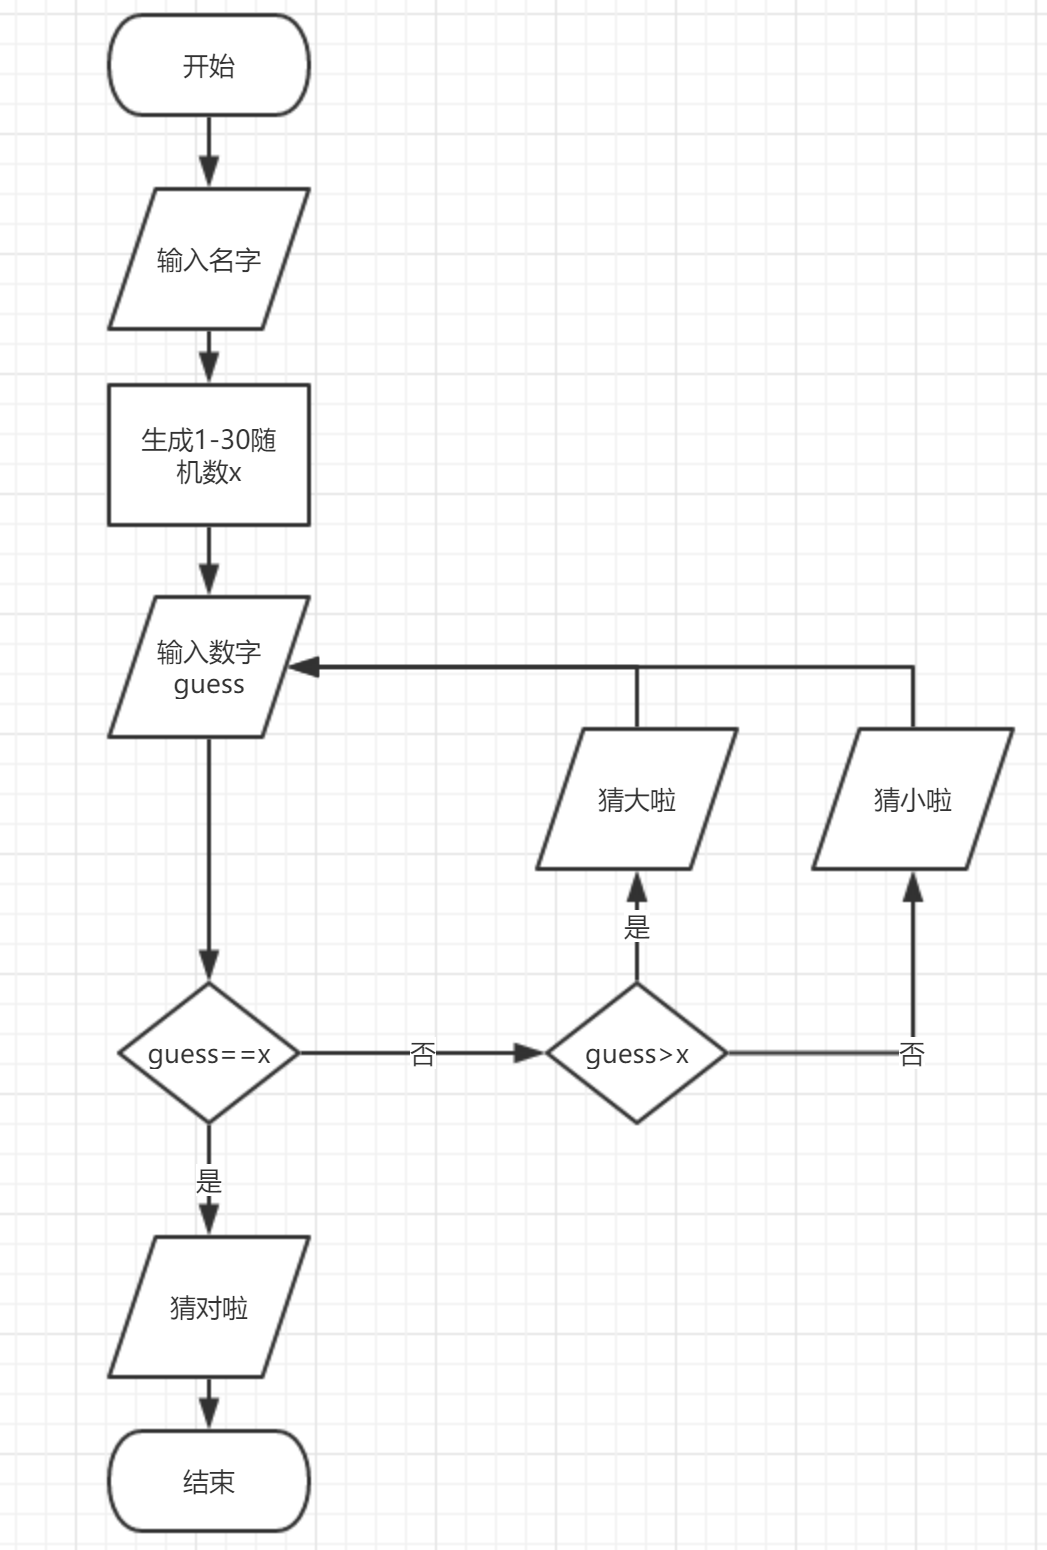 开始
输入名字
生成1-30随
机数x
输入数字
guess
猜大啦
猜小啦
是
guess==x
否
guess>x
否
是
猜对啦
结束